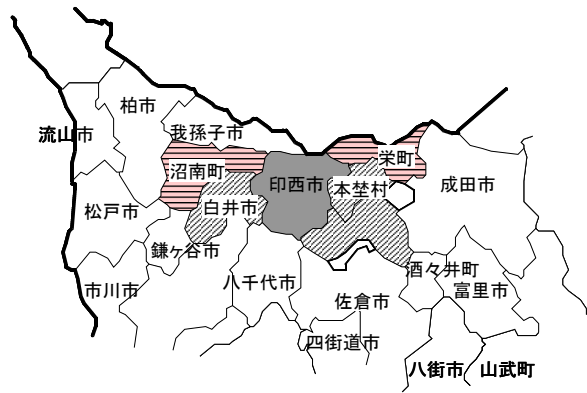 柏市
流山市
我孫子市
栄町
沼南町
印西市
本埜村
成田市
松戸市
白井市
鎌ヶ谷市
酒々井町
市川市
八千代市
富里市
佐倉市
四街道市
八街市
山武町